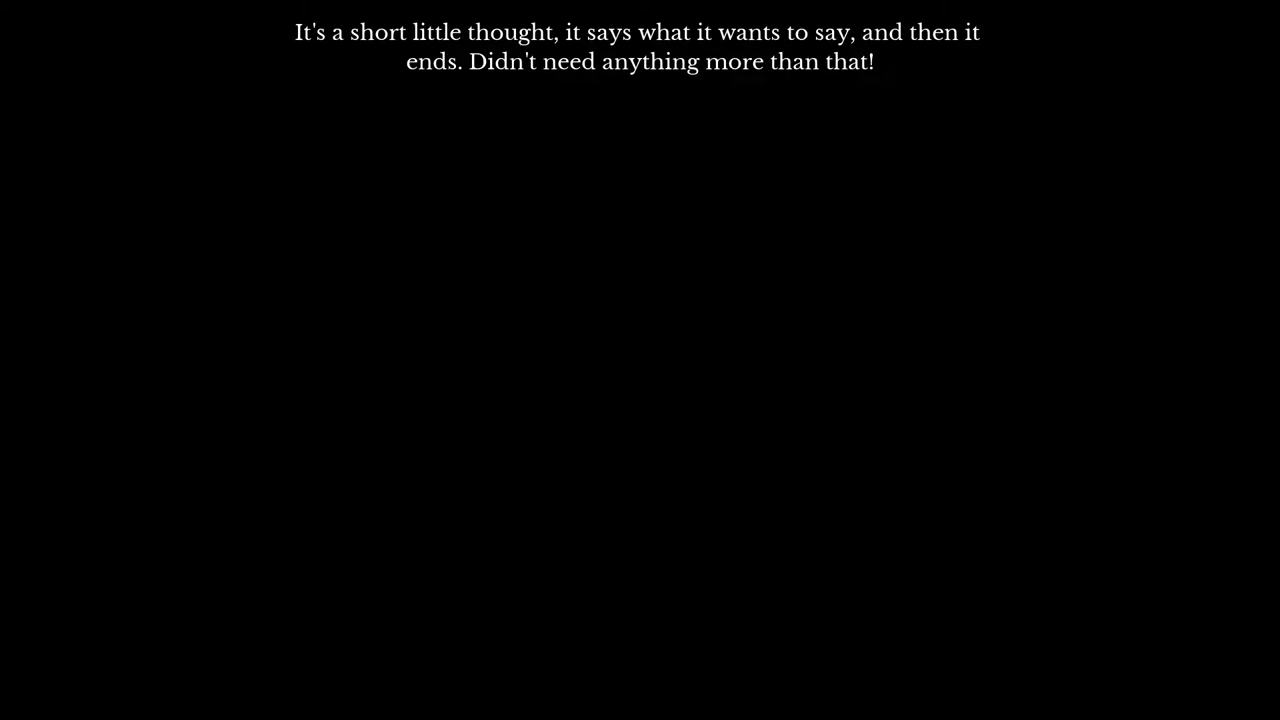 It's a short little thought, it says what it wants to say, and then it
ends. Didn't need anything more than that!